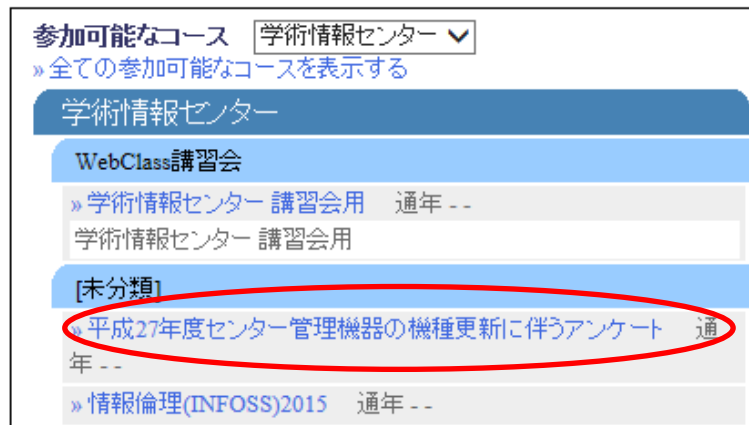 参加可能なコース 学術情報センター
»全ての参加可能なコースを表示する
学術情報センター
WebClass講習会
»学術情報センター 講習会用 通年 - -
学術情報センター 講習会用
[未分類]
»平成27年度センター管理機器の機種更新に伴うアンケート 通
年 - -
»情報倫理(INFOSS)2015 通年 - -